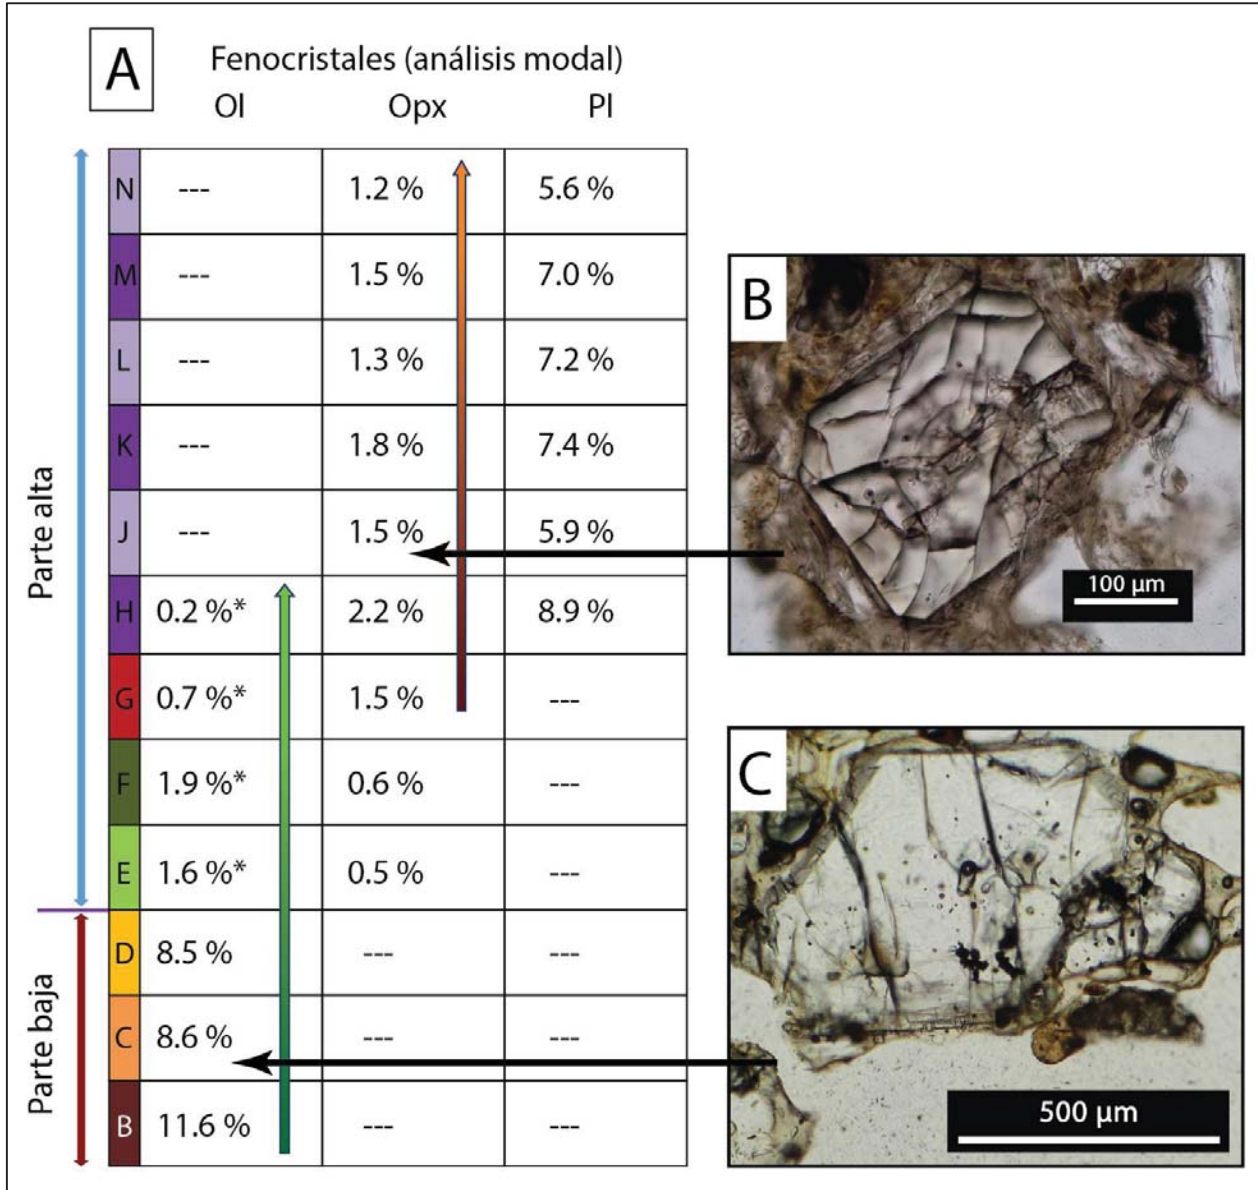 A
Fenocristales (análisis modal)
Ol Opx Pl
N --- 1.2 % 5.6 %
M --- 1.5 % 7.0 %
L --- 1.3 % 7.2 %
K --- 1.8 % 7.4 %
J --- 1.5 % 5.9 %
H 0.2 %* 2.2 % 8.9 %
G 0.7 %* 1.5 % ---
F 1.9 %* 0.6 % ---
E 1.6 %* 0.5 % ---
D 8.5 % --- ---
C 8.6 % --- ---
B 11.6 % --- ---
Parte alta
Parte baja
B
100 µm
C
500 µm